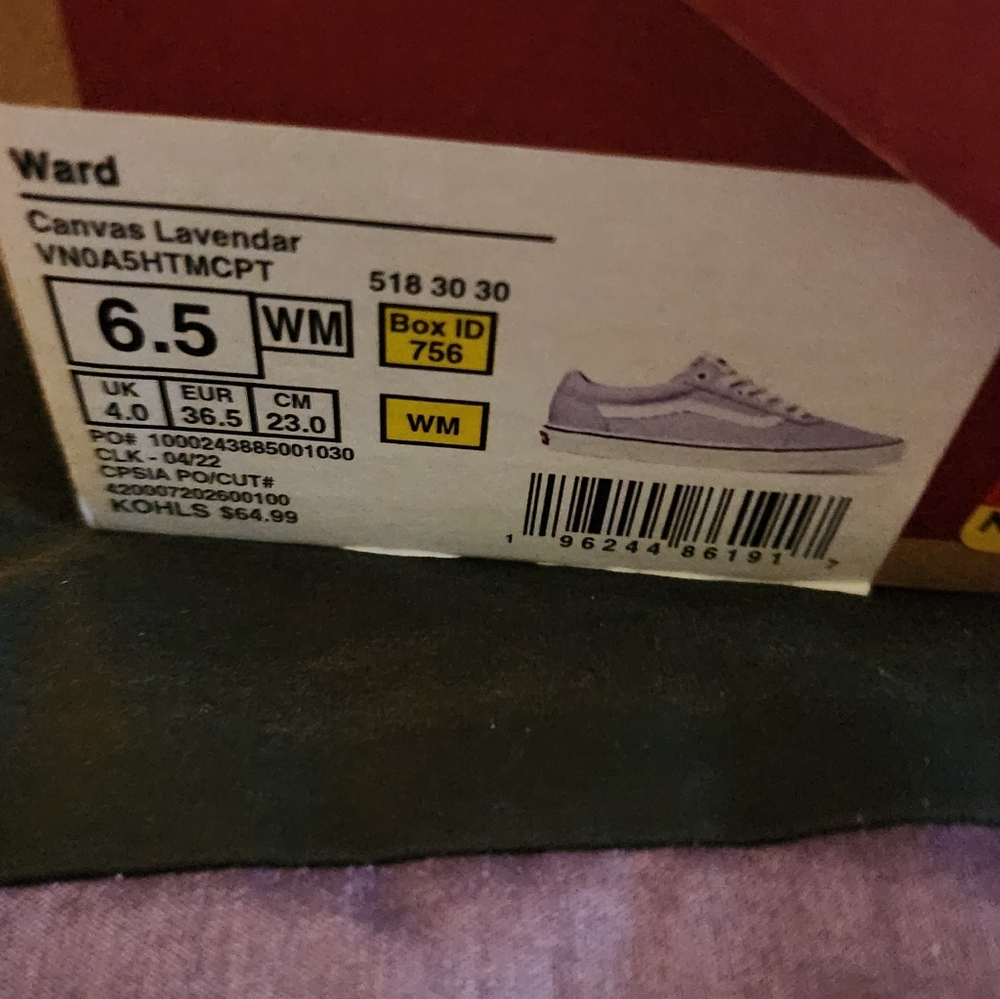 Ward
Canvas Lavendar
VN0A5HTMCPT
518 30 30
6.5 WM
Box ID
756
UK EUR CM
4.0 36.5 23.0
WM
PO# 1000243885001030
CLK - 04/22
CPSIA PO/CUT#
420007202600100
KOHLS $64.99
1 96244 86191 7